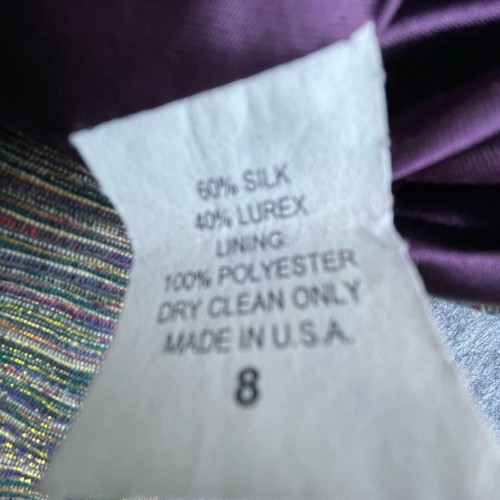 60% SILK
40% LUREX
LINING:
100% POLYESTER
DRY CLEAN ONLY
MADE IN U.S.A.
8